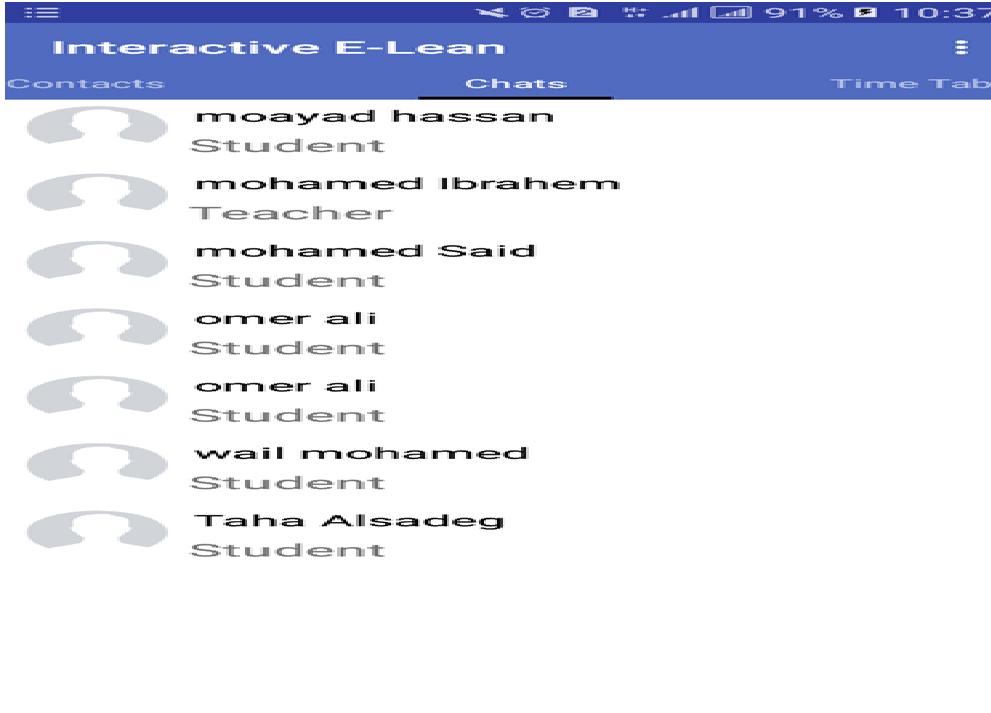 91% 10:37
Interactive E-Lean
Contacts Chats Time Tab
moayad hassan
Student
mohamed Ibrahem
Teacher
mohamed Said
Student
omer ali
Student
omer ali
Student
wail mohamed
Student
Taha Alsadeg
Student